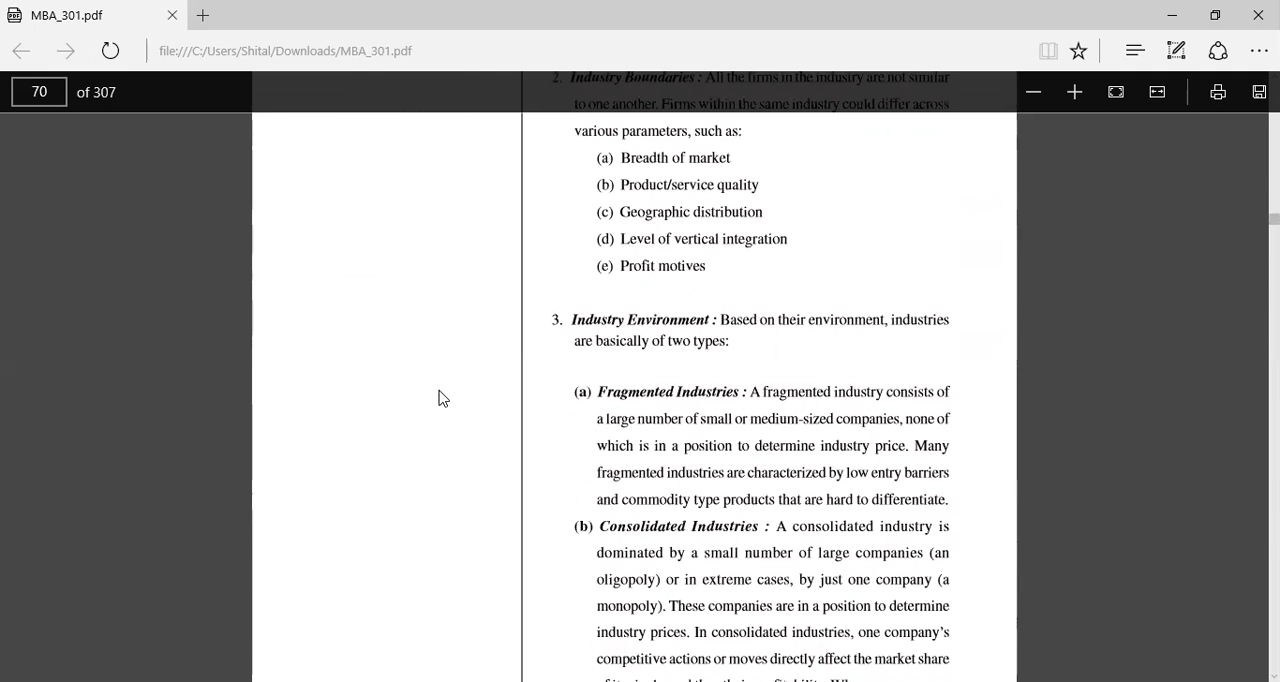 MBA_301.pdf
file:///C:/Users/Shital/Downloads/MBA_301.pdf
70 of 307
2. Industry Boundaries : All the firms in the industry are not similar
to one another. Firms within the same industry could differ across
various parameters, such as:
(a) Breadth of market
(b) Product/service quality
(c) Geographic distribution
(d) Level of vertical integration
(e) Profit motives
3. Industry Environment : Based on their environment, industries
are basically of two types:
(a) Fragmented Industries : A fragmented industry consists of
a large number of small or medium-sized companies, none of
which is in a position to determine industry price. Many
fragmented industries are characterized by low entry barriers
and commodity type products that are hard to differentiate.
(b) Consolidated Industries : A consolidated industry is
dominated by a small number of large companies (an
oligopoly) or in extreme cases, by just one company (a
monopoly). These companies are in a position to determine
industry prices. In consolidated industries, one company's
competitive actions or moves directly affect the market share